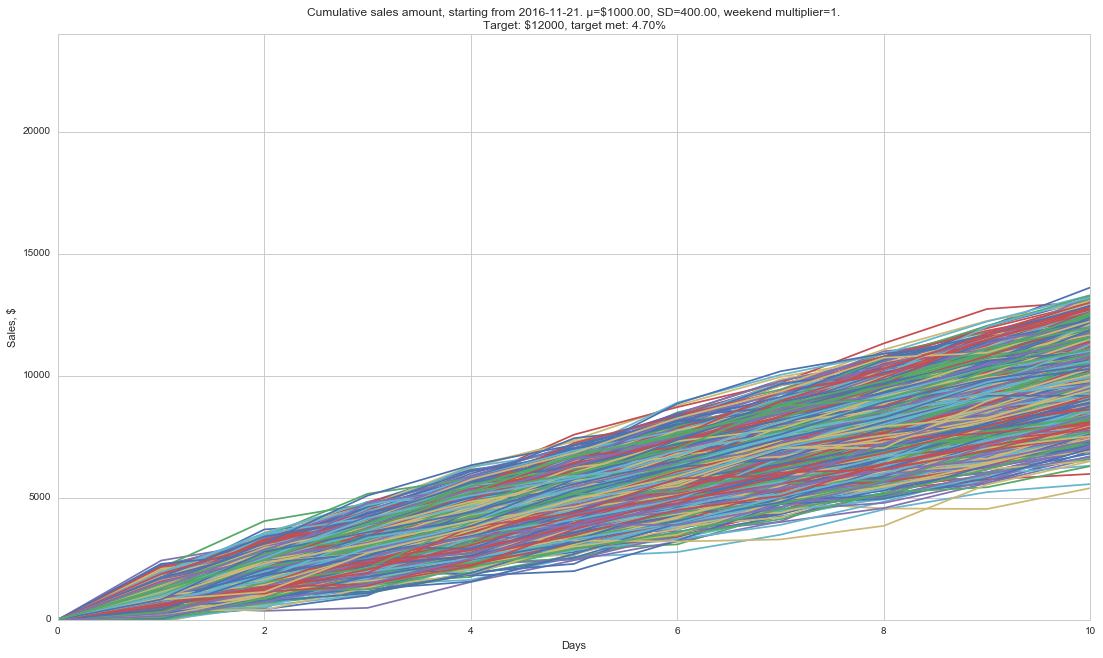 Cumulative sales amount, starting from 2016-11-21. μ=$1000.00, SD=400.00, weekend multiplier=1.
Target: $12000, target met: 4.70%
20000
15000
10000
5000
0
Sales, $
0 2 4 6 8 10
Days